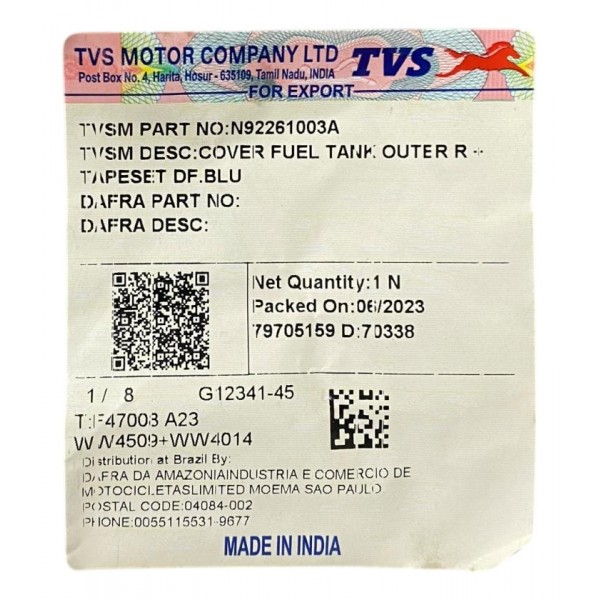 TVS MOTOR COMPANY LTD TVS
Post Box No. 4, Harita, Hosur - 635109, Tamil Nadu, INDIA
FOR EXPORT
TVSM PART NO:N92261003A
TVSM DESC:COVER FUEL TANK OUTER R +
TAPESET DF.BLU
DAFRA PART NO:
DAFRA DESC:
Net Quantity:1 N
Packed On:06/2023
79705159 D:70338
1 / 8 G12341-45
T:F47008 A23
WW4509+WW4014
Distribution at Brazil By:
DAFRA DA AMAZONIAINDUSTRIA E COMERCIO DE
MOTOCICLETASLIMITED MOEMA SAO PAULO
POSTAL CODE:04084-002
PHONE:0055115531-9677
MADE IN INDIA